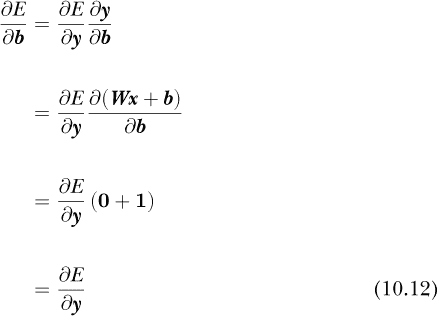 ∂E/∂b = ∂E/∂y ∂y/∂b
= ∂E/∂y ∂(Wx + b)/∂b
= ∂E/∂y (0 + 1)
= ∂E/∂y (10.12)